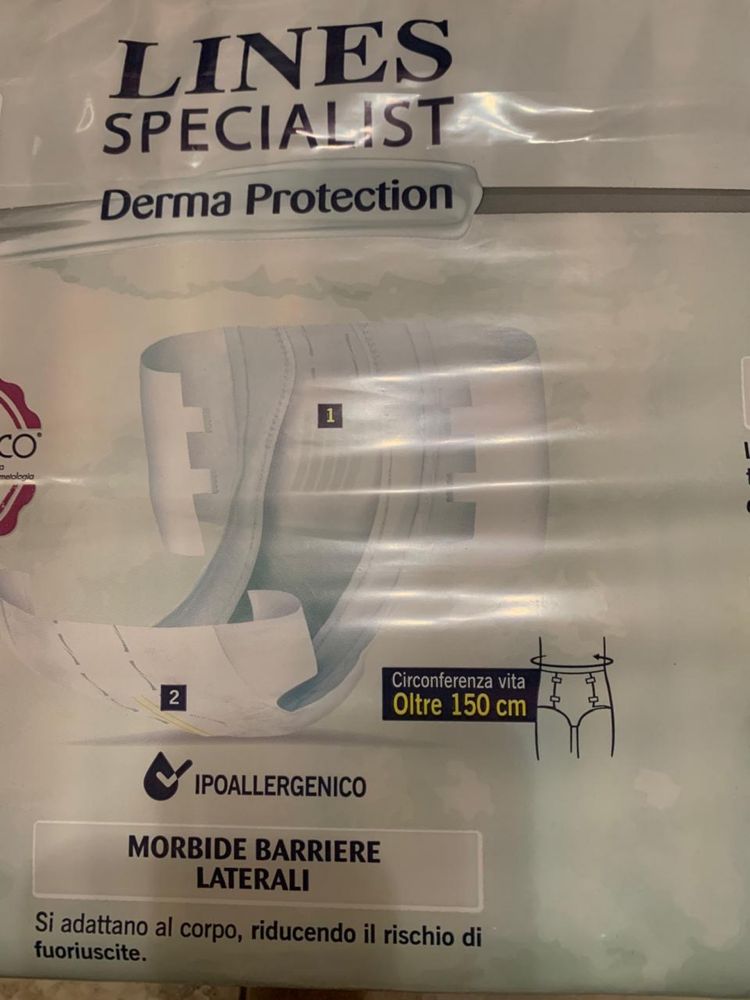 LINES
SPECIALIST
Derma Protection
1
CO
2
Circonferenza vita
Oltre 150 cm
IPOALLERGENICO
MORBIDE BARRIERE
LATERALI
Si adattano al corpo, riducendo il rischio di
fuoriuscite.